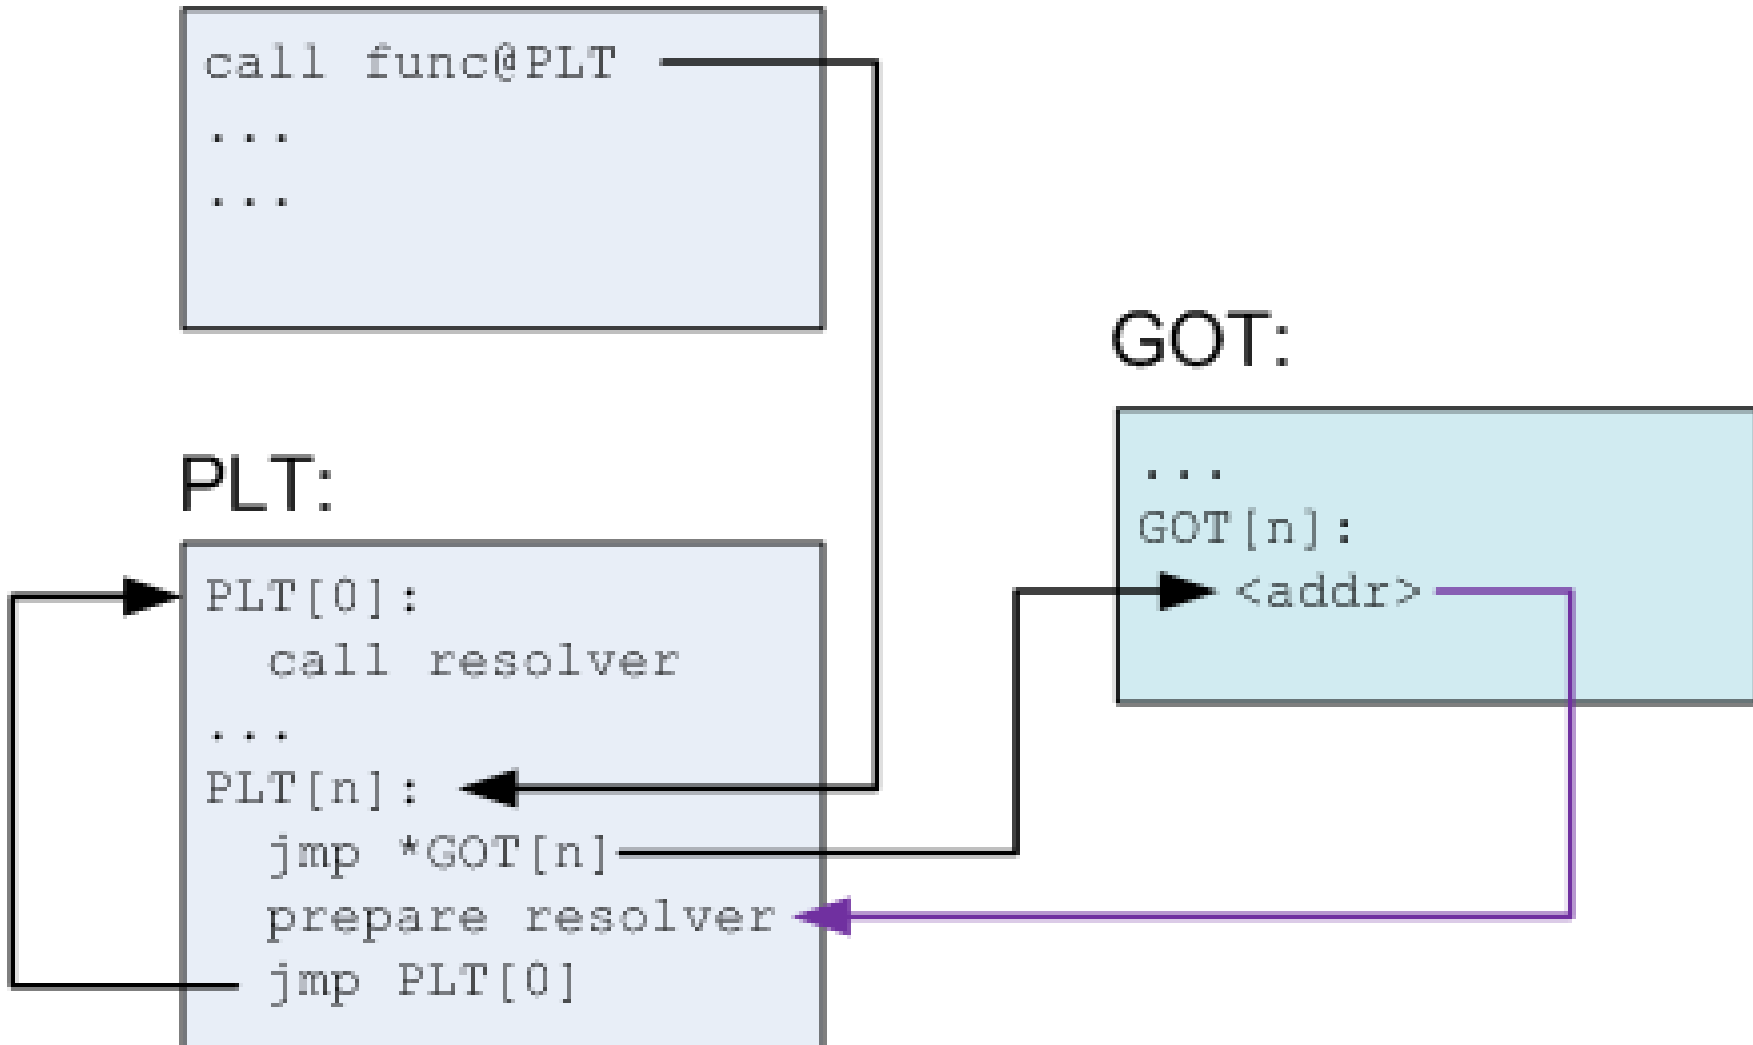 call func@PLT
...
...
GOT:
...
GOT[n]:
<addr>
PLT:
PLT[0]:
call resolver
...
PLT[n]:
jmp *GOT[n]
prepare resolver
jmp PLT[0]